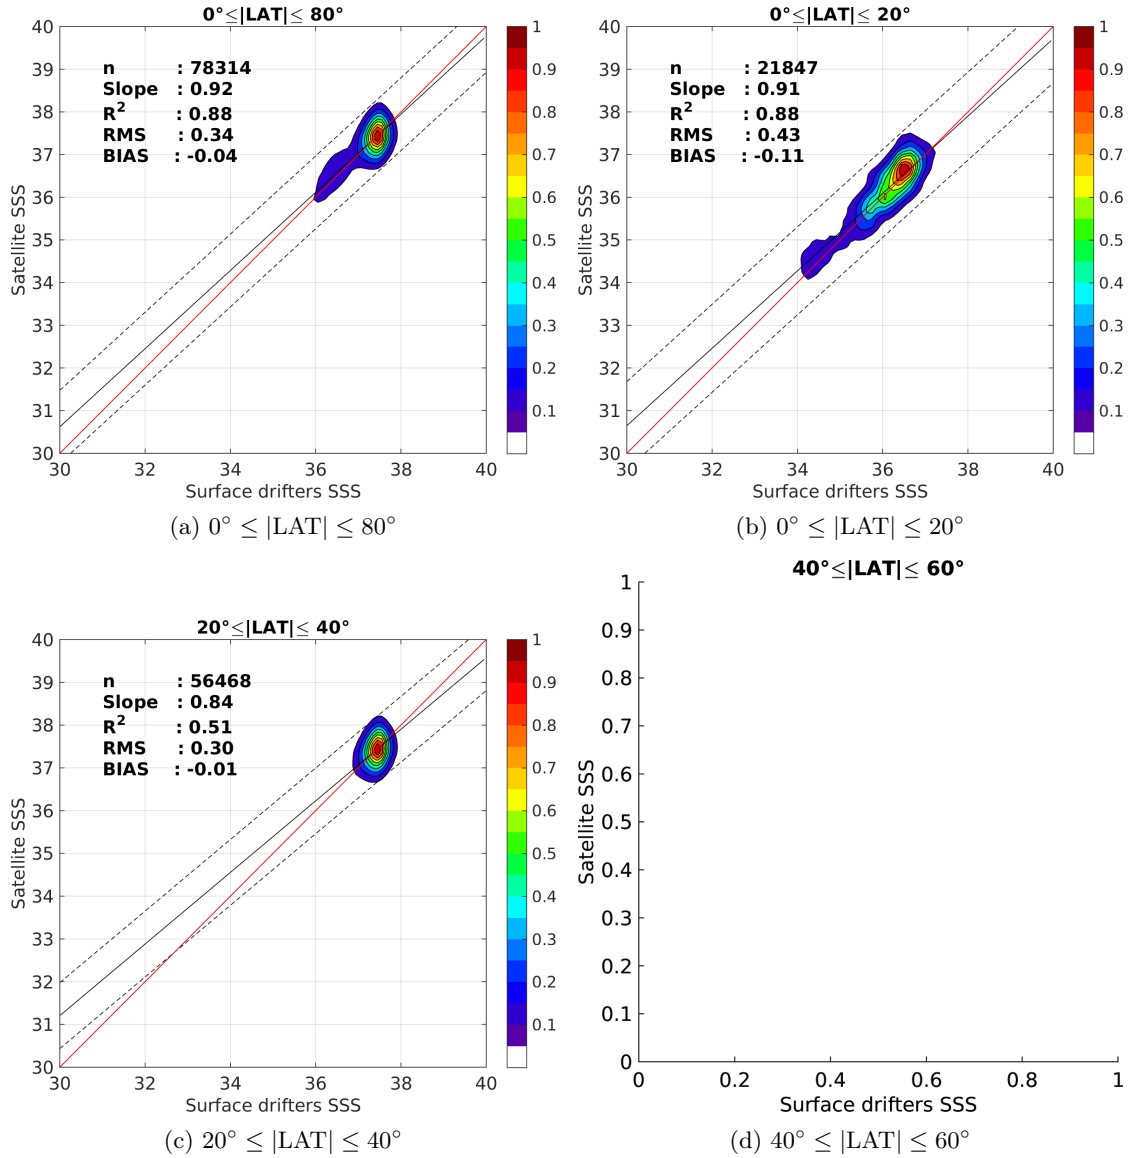 0°≤|LAT|≤ 80°
n : 78314
Slope : 0.92
R² : 0.88
RMS : 0.34
BIAS : -0.04
40
39
38
37
36
35
34
33
32
31
30
30 32 34 36 38 40
Satellite SSS
Surface drifters SSS
1
0.9
0.8
0.7
0.6
0.5
0.4
0.3
0.2
0.1
(a) 0° ≤ |LAT| ≤ 80°
0°≤|LAT|≤ 20°
n : 21847
Slope : 0.91
R² : 0.88
RMS : 0.43
BIAS : -0.11
40
39
38
37
36
35
34
33
32
31
30
30 32 34 36 38 40
Satellite SSS
Surface drifters SSS
1
0.9
0.8
0.7
0.6
0.5
0.4
0.3
0.2
0.1
(b) 0° ≤ |LAT| ≤ 20°
20°≤|LAT|≤ 40°
n : 56468
Slope : 0.84
R² : 0.51
RMS : 0.30
BIAS : -0.01
40
39
38
37
36
35
34
33
32
31
30
30 32 34 36 38 40
Satellite SSS
Surface drifters SSS
1
0.9
0.8
0.7
0.6
0.5
0.4
0.3
0.2
0.1
(c) 20° ≤ |LAT| ≤ 40°
40°≤|LAT|≤ 60°
1
0.9
0.8
0.7
0.6
0.5
0.4
0.3
0.2
0.1
0
0 0.2 0.4 0.6 0.8 1
Satellite SSS
Surface drifters SSS
(d) 40° ≤ |LAT| ≤ 60°